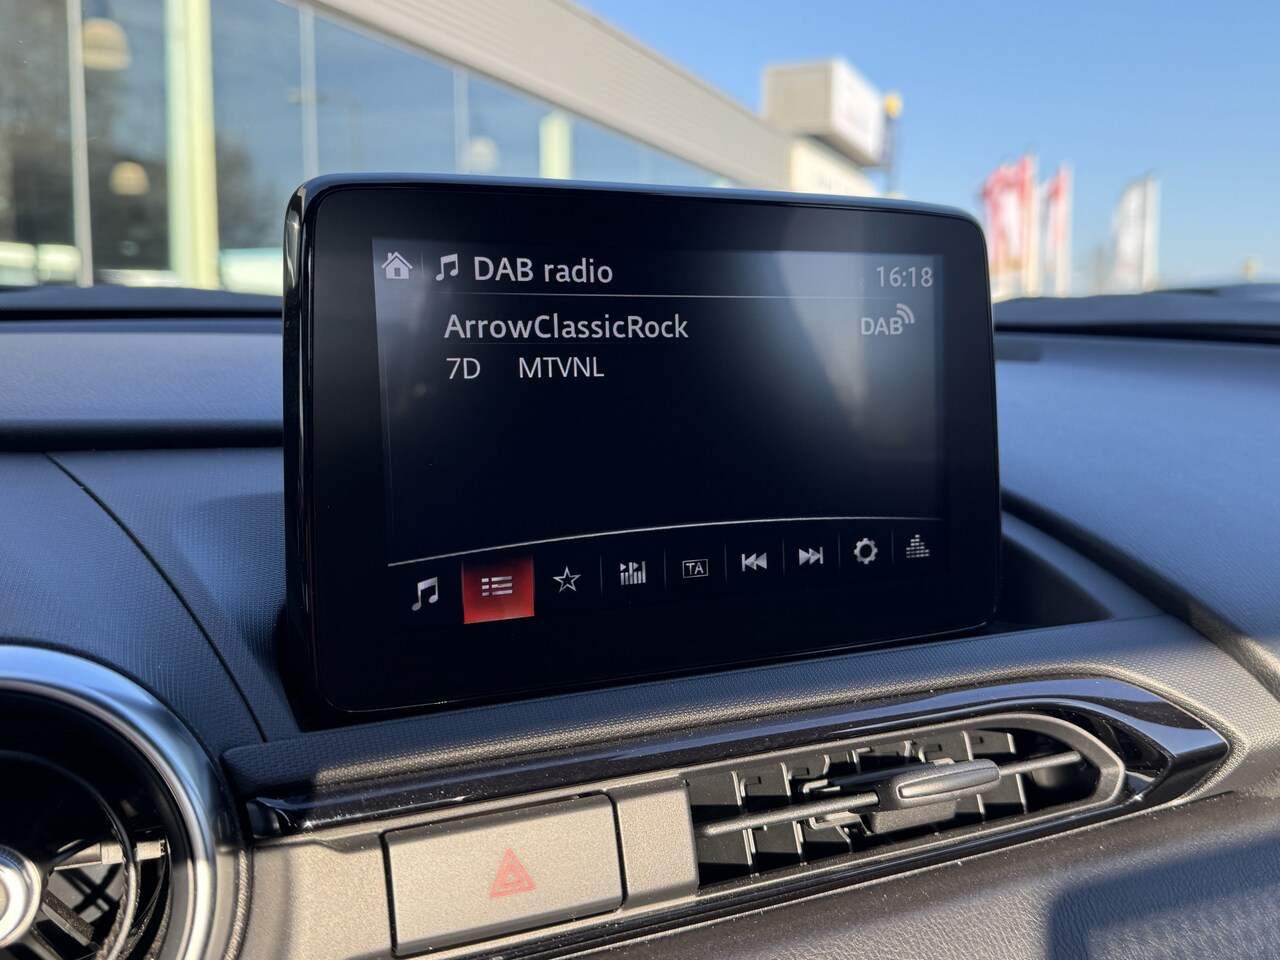 DAB radio 16:18
ArrowClassicRock DAB
7D MTVNL
TA